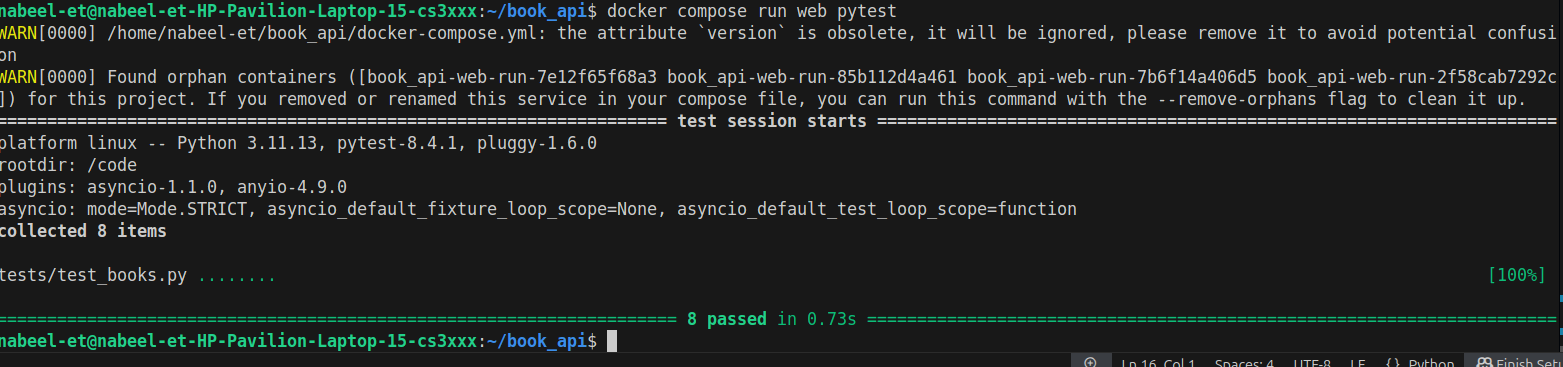 nabeel-et@nabeel-et-HP-Pavilion-Laptop-15-cs3xxx:~/book_api$ docker compose run web pytest
WARN[0000] /home/nabeel-et/book_api/docker-compose.yml: the attribute `version` is obsolete, it will be ignored, please remove it to avoid potential confusi
on
WARN[0000] Found orphan containers ([book_api-web-run-7e12f65f68a3 book_api-web-run-85b112d4a461 book_api-web-run-7b6f14a406d5 book_api-web-run-2f58cab7292c
]) for this project. If you removed or renamed this service in your compose file, you can run this command with the --remove-orphans flag to clean it up.
=================================================================== test session starts ====================================================================
platform linux -- Python 3.11.13, pytest-8.4.1, pluggy-1.6.0
rootdir: /code
plugins: asyncio-1.1.0, anyio-4.9.0
asyncio: mode=Mode.STRICT, asyncio_default_fixture_loop_scope=None, asyncio_default_test_loop_scope=function
collected 8 items
tests/test_books.py ........ [100%]
==================================================================== 8 passed in 0.73s =====================================================================
nabeel-et@nabeel-et-HP-Pavilion-Laptop-15-cs3xxx:~/book_api$
Ln 16, Col 1 Spaces: 4 UTF-8 LF {} Python Finish Setu